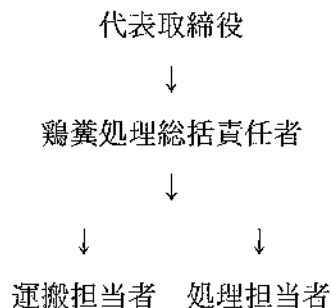 代表取締役
↓
鶏糞処理総括責任者
↓
↓ ↓
運搬担当者 処理担当者